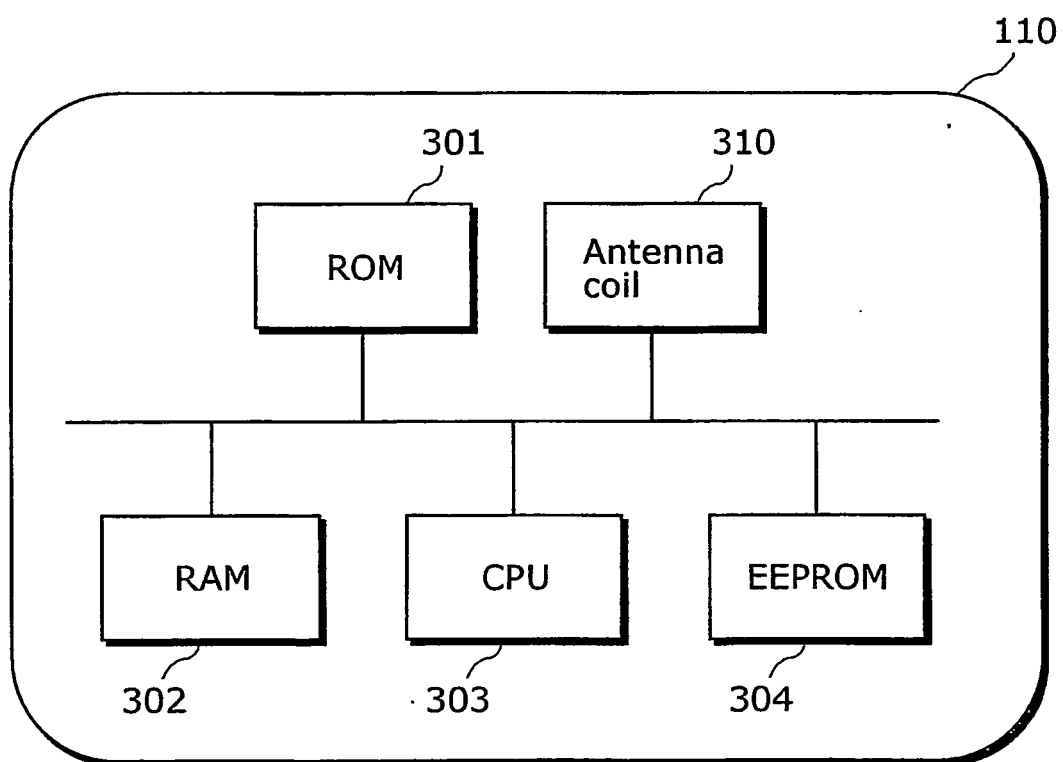 110
301
310
ROM
Antenna
coil
RAM
CPU
EEPROM
302
303
304